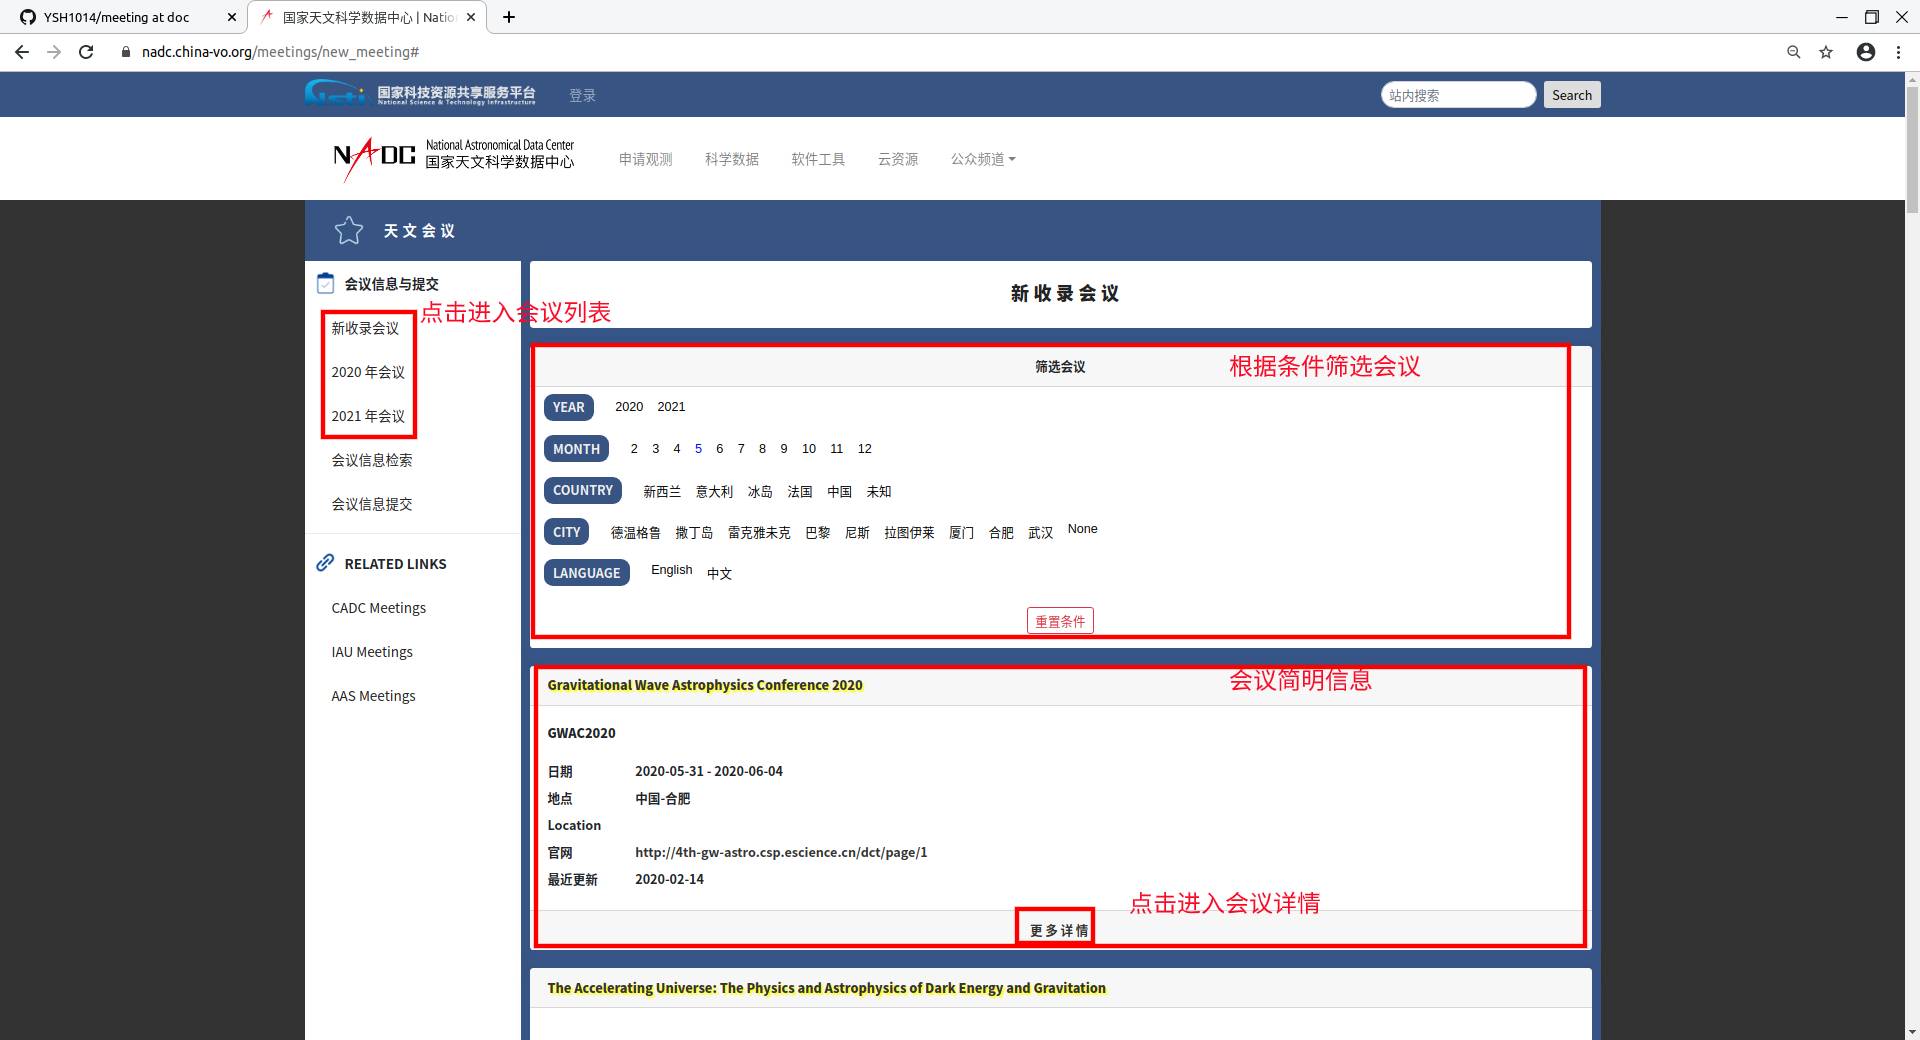 YSH1014/meeting at doc
国家天文科学数据中心 | Natio
nadc.china-vo.org/meetings/new_meeting#
国家科技资源共享服务平台
National Science & Technology Infrastructure
登录
站内搜索
Search
NADC
National Astronomical Data Center
国家天文科学数据中心
申请观测 科学数据 软件工具 云资源 公众频道
天文会议
会议信息与提交
点击进入会议列表
新收录会议
2020 年会议
2021 年会议
会议信息检索
会议信息提交
RELATED LINKS
CADC Meetings
IAU Meetings
AAS Meetings
新收录会议
筛选会议
根据条件筛选会议
YEAR 2020 2021
MONTH 2 3 4 5 6 7 8 9 10 11 12
COUNTRY 新西兰 意大利 冰岛 法国 中国 未知
CITY 德温格鲁 撒丁岛 雷克雅未克 巴黎 尼斯 拉图伊莱 厦门 合肥 武汉 None
LANGUAGE English 中文
重置条件
Gravitational Wave Astrophysics Conference 2020
会议简明信息
GWAC2020
日期 2020-05-31 - 2020-06-04
地点 中国-合肥
Location
官网 http://4th-gw-astro.csp.escience.cn/dct/page/1
最近更新 2020-02-14
点击进入会议详情
更多详情
The Accelerating Universe: The Physics and Astrophysics of Dark Energy and Gravitation